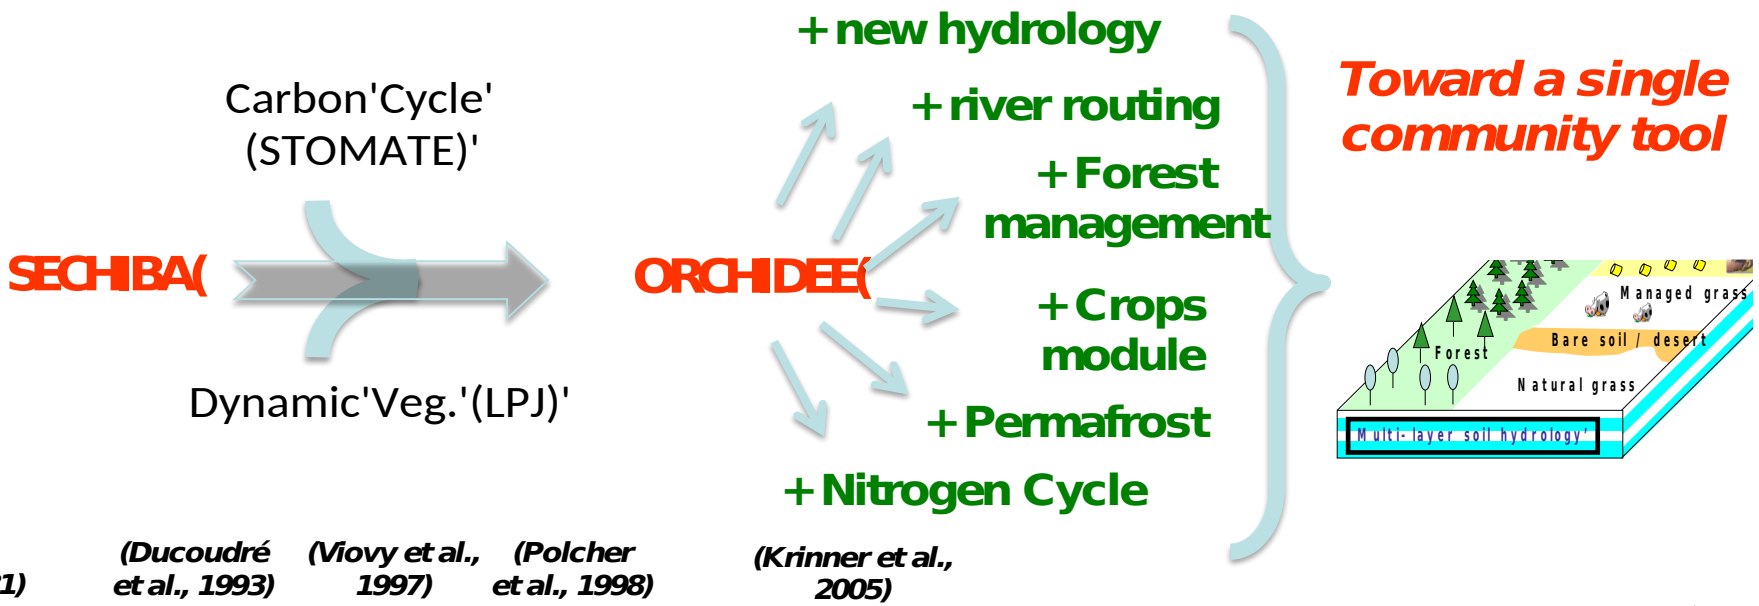 + new hydrology
+ river routing
+ Forest
management
+ Crops
module
+ Permafrost
+ Nitrogen Cycle
Carbon'Cycle'
(STOMATE)'
SECHIBA(
Dynamic'Veg.'(LPJ)'
ORCHIDEE(
Toward a single
community tool
Managed grass
Bare soil / desert
Forest
Natural grass
Multi-layer soil hydrology'
1)
(Ducoudré
et al., 1993)
(Viovy et al.,
1997)
(Polcher
et al., 1998)
(Krinner et al.,
2005)